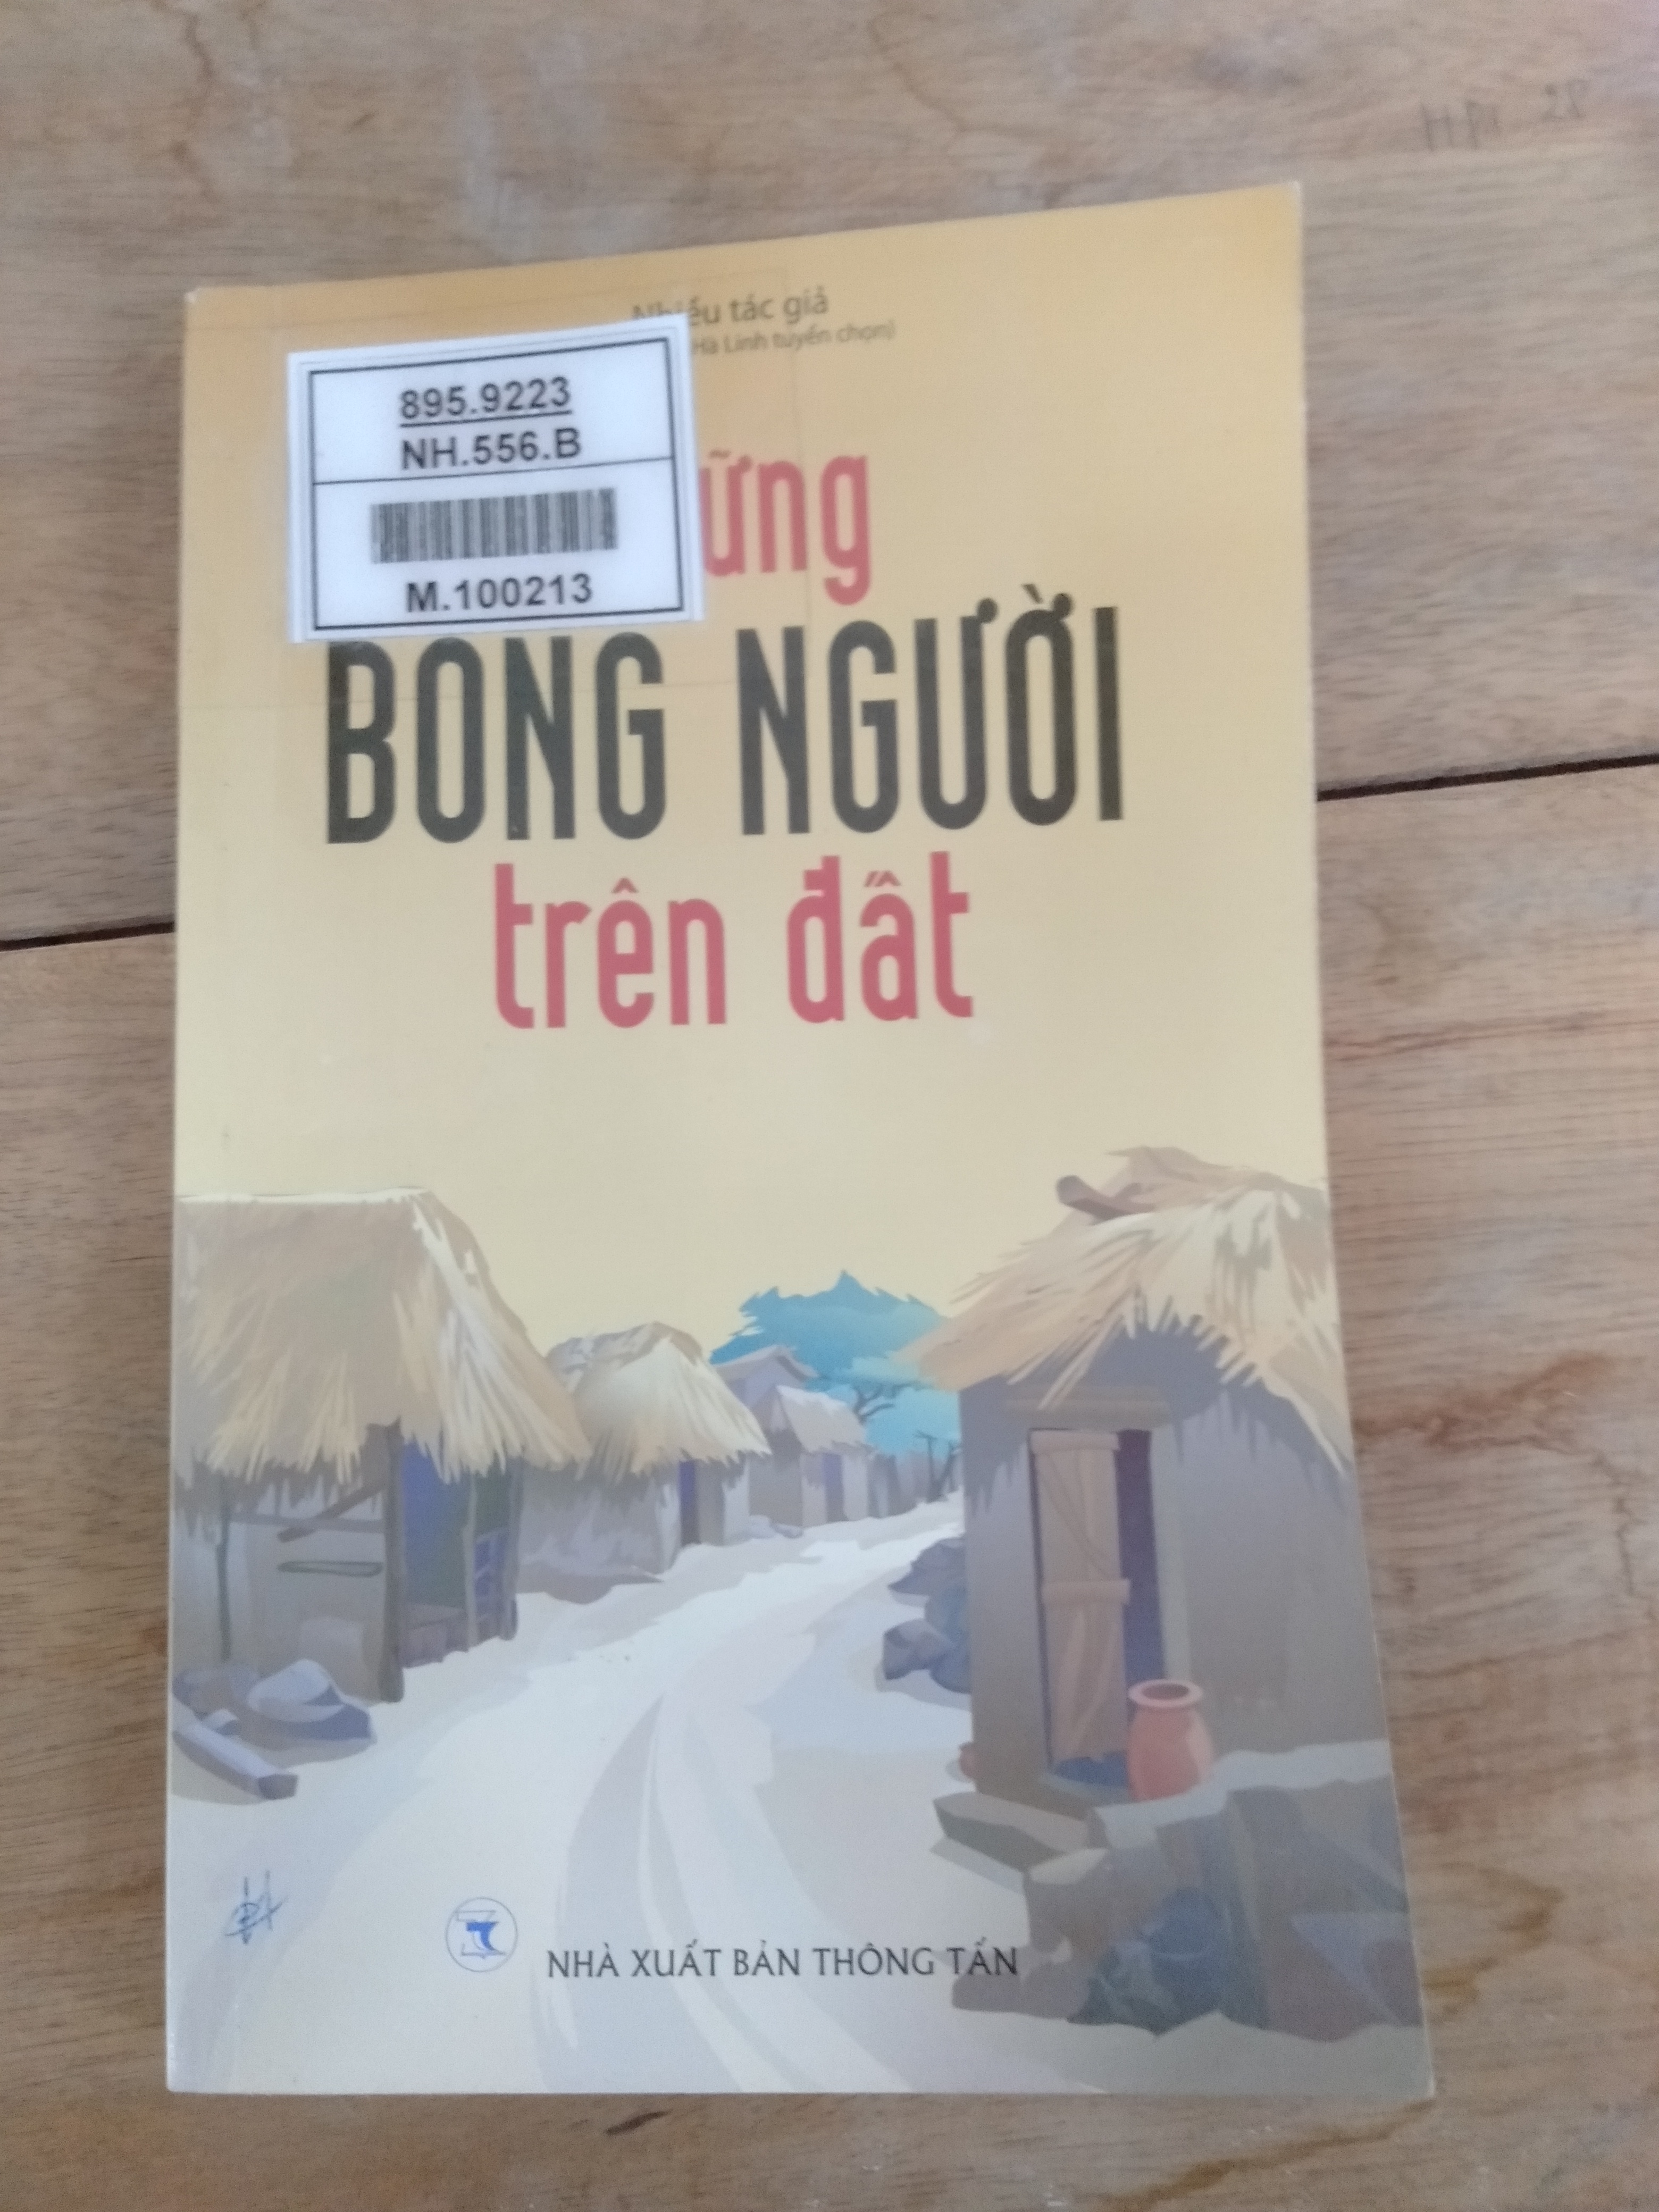 Nhiều tác giả
Hà Linh tuyển chọn)
895.9223
NH.556.B
M.100213
ững
BONG NGƯỜI
trên đất
NHÀ XUẤT BẢN THÔNG TẤN